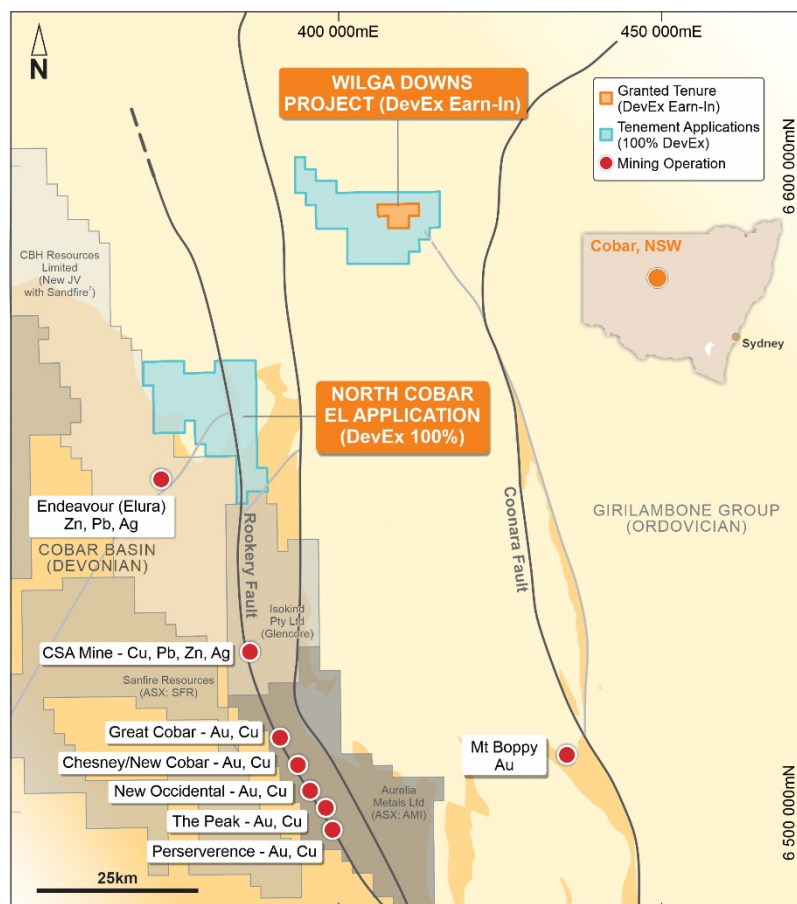 400 000mE
450 000mE
N
WILGA DOWNS
PROJECT (DevEx Earn-In)
Granted Tenure
(DevEx Earn-In)
Tenement Applications
(100% DevEx)
Mining Operation
6 600 000mN
Cobar, NSW
Sydney
CBH Resources
Limited
(New JV
with Sandfire⁷)
NORTH COBAR
EL APPLICATION
(DevEx 100%)
Endeavour (Elura)
Zn, Pb, Ag
COBAR BASIN
(DEVONIAN)
Rookery Fault
Coonara Fault
GIRILAMBONE GROUP
(ORDOVICIAN)
Isokind
Pty Ltd
(Glencore)
CSA Mine - Cu, Pb, Zn, Ag
Sanfire Resources
(ASX: SFR)
Great Cobar - Au, Cu
Chesney/New Cobar - Au, Cu
New Occidental - Au, Cu
The Peak - Au, Cu
Perserverence - Au, Cu
Aurelia
Metals Ltd
(ASX: AMI)
Mt Boppy
Au
6 500 000mN
25km